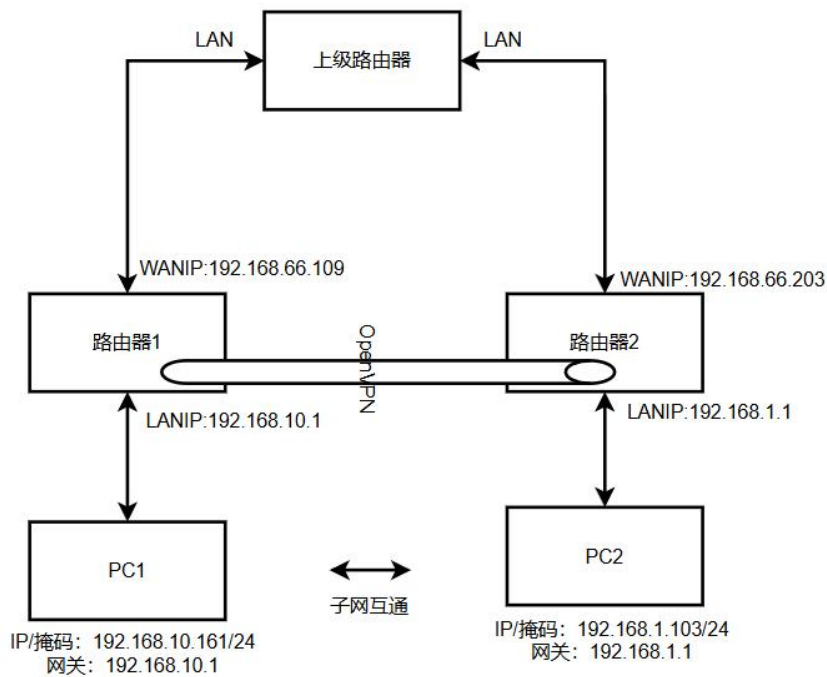 LAN
上级路由器
LAN
WANIP:192.168.66.109
WANIP:192.168.66.203
路由器1
OpenVPN
路由器2
LANIP:192.168.10.1
LANIP:192.168.1.1
PC1
PC2
子网互通
IP/掩码：192.168.10.161/24
网关：192.168.10.1
IP/掩码：192.168.1.103/24
网关：192.168.1.1